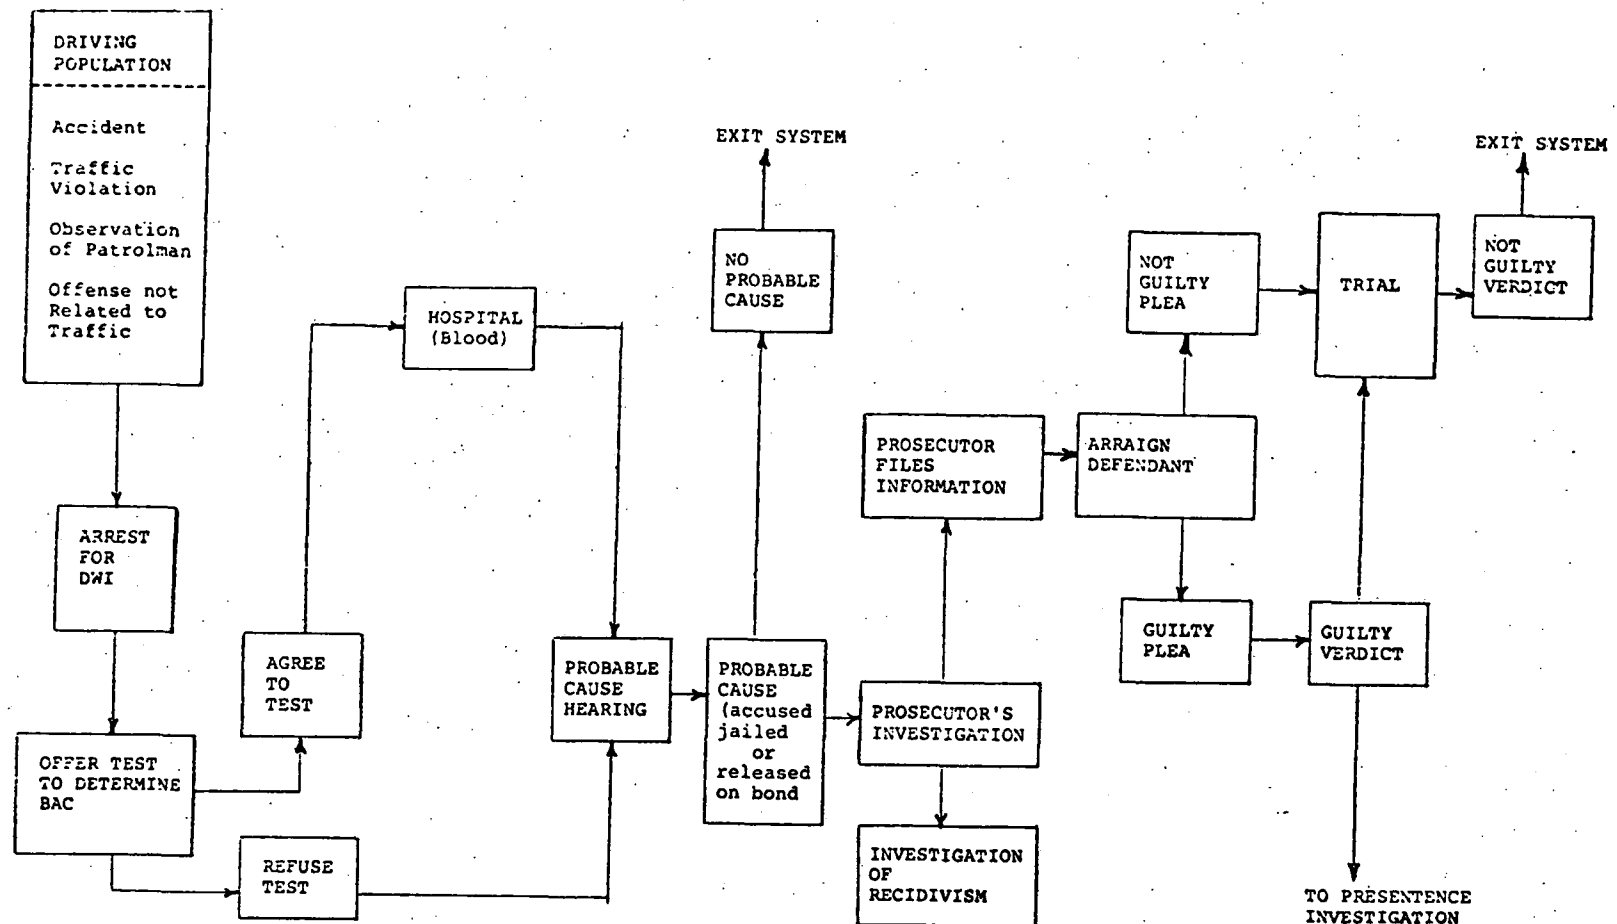 DRIVING
POPULATION
Accident
Traffic
Violation
Observation
of Patrolman
Offense not
Related to
Traffic
ARREST
FOR
DWI
OFFER TEST
TO DETERMINE
BAC
AGREE
TO
TEST
REFUSE
TEST
HOSPITAL
(Blood)
PROBABLE
CAUSE
HEARING
EXIT SYSTEM
NO
PROBABLE
CAUSE
PROBABLE
CAUSE
(accused
jailed
or
released
on bond
PROSECUTOR'S
INVESTIGATION
INVESTIGATION
OF
RECIDIVISM
PROSECUTOR
FILES
INFORMATION
ARRAIGN
DEFENDANT
NOT
GUILTY
PLEA
GUILTY
PLEA
TRIAL
GUILTY
VERDICT
EXIT SYSTEM
NOT
GUILTY
VERDICT
TO PRESENTENCE
INVESTIGATION